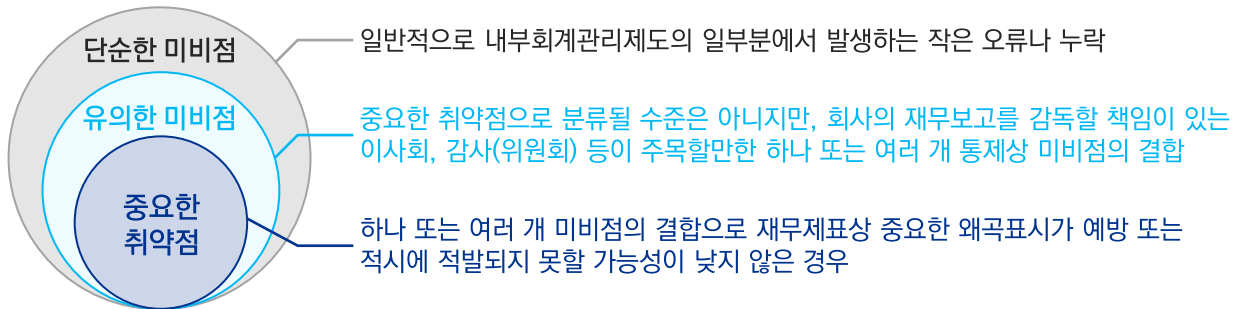 단순한 미비점
일반적으로 내부회계관리제도의 일부분에서 발생하는 작은 오류나 누락
유의한 미비점
중요한 취약점으로 분류될 수준은 아니지만, 회사의 재무보고를 감독할 책임이 있는
이사회, 감사(위원회) 등이 주목할만한 하나 또는 여러 개 통제상 미비점의 결합
중요한
취약점
하나 또는 여러 개 미비점의 결합으로 재무제표상 중요한 왜곡표시가 예방 또는
적시에 적발되지 못할 가능성이 낮지 않은 경우